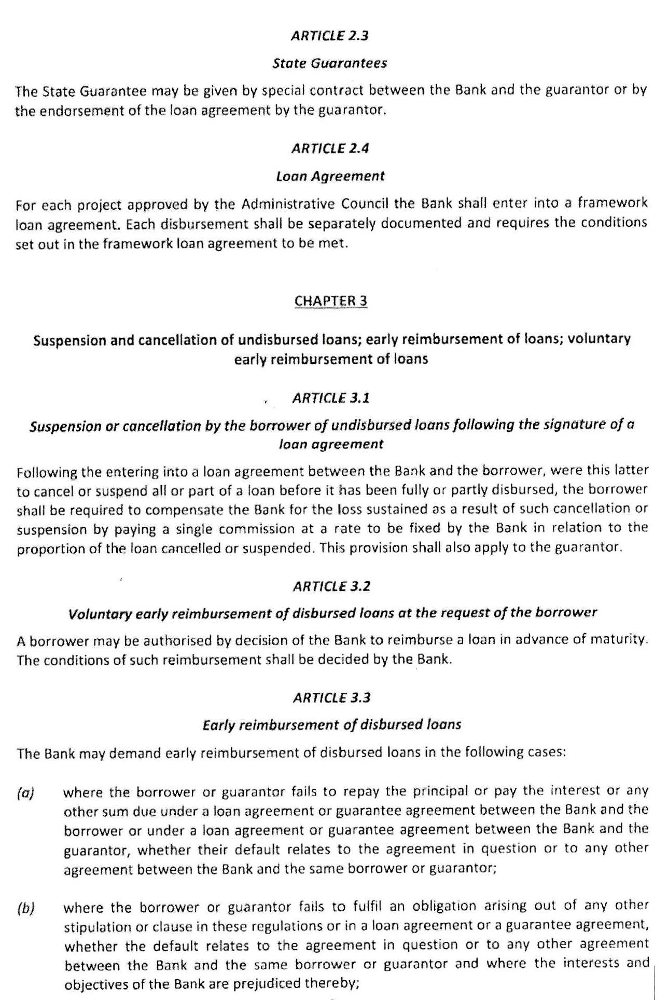 ARTICLE 2.3
State Guarantees
The State Guarantee may be given by special contract between the Bank and the guarantor or by
the endorsement of the loan agreement by the guarantor.
ARTICLE 2.4
Loan Agreement
For each project approved by the Administrative Council the Bank shall enter into a framework
loan agreement. Each disbursement shall be separately documented and requires the conditions
set out in the framework loan agreement to be met.
CHAPTER 3
Suspension and cancellation of undisbursed loans; early reimbursement of loans; voluntary
early reimbursement of loans
ARTICLE 3.1
Suspension or cancellation by the borrower of undisbursed loans following the signature of a
loan agreement
Following the entering into a loan agreement between the Bank and the borrower, were this latter
to cancel or suspend all or part of a loan before it has been fully or partly disbursed, the borrower
shall be required to compensate the Bank for the loss sustained as a result of such cancellation or
suspension by paying a single commission at a rate to be fixed by the Bank in relation to the
proportion of the loan cancelled or suspended. This provision shall also apply to the guarantor.
ARTICLE 3.2
Voluntary early reimbursement of disbursed loans at the request of the borrower
A borrower may be authorised by decision of the Bank to reimburse a loan in advance of maturity.
The conditions of such reimbursement shall be decided by the Bank.
ARTICLE 3.3
Early reimbursement of disbursed loans
The Bank may demand early reimbursement of disbursed loans in the following cases:
(a) where the borrower or guarantor fails to repay the principal or pay the interest or any
other sum due under a loan agreement or guarantee agreement between the Bank and the
borrower or under a loan agreement or guarantee agreement between the Bank and the
guarantor, whether their default relates to the agreement in question or to any other
agreement between the Bank and the same borrower or guarantor;
(b) where the borrower or guarantor fails to fulfil an obligation arising out of any other
stipulation or clause in these regulations or in a loan agreement or a guarantee agreement,
whether the default relates to the agreement in question or to any other agreement
between the Bank and the same borrower or guarantor and where the interests and
objectives of the Bank are prejudiced thereby;